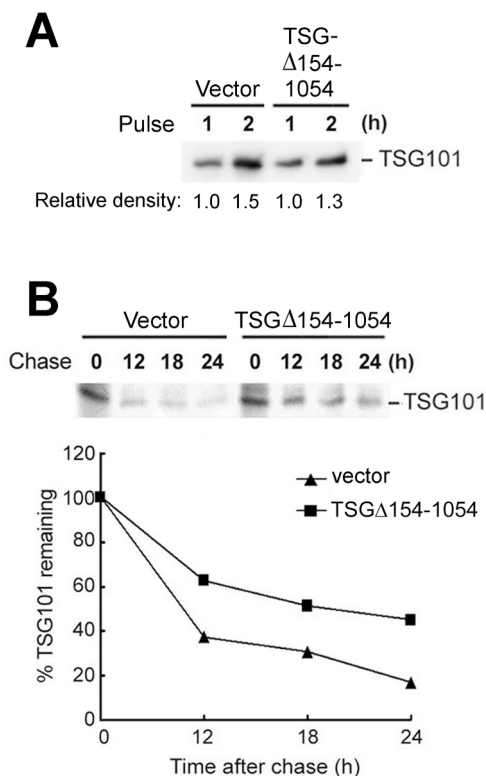 A
TSG-
Δ154-
Vector 1054
Pulse 1 2 1 2 (h)
TSG101
Relative density: 1.0 1.5 1.0 1.3
B
Vector TSGΔ154-1054
Chase 0 12 18 24 0 12 18 24 (h)
TSG101
120
100
80
60
40
20
0
% TSG101 remaining
vector
TSGΔ154-1054
0 12 18 24
Time after chase (h)